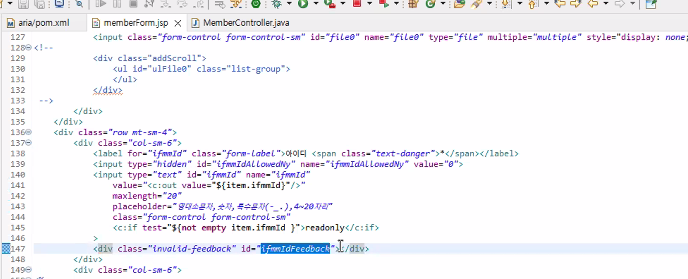 aria/pom.xml
memberForm.jsp
MemberController.java
127 <input class="form-control form-control-sm" id="file0" name="file0" type="file" multiple="multiple" style="display: none;
128 <!--
129 <div class="addScroll">
130 <ul id="ulFile0" class="list-group">
131 </ul>
132 </div>
133 -->
134 </div>
135 </div>
136 <div class="row mt-sm-4">
137 <div class="col-sm-6">
138 <label for="ifmmId" class="form-label">아이디 <span class="text-danger">*</span></label>
139 <input type="hidden" id="ifmmIdAllowedNy" name="ifmmIdAllowedNy" value="0">
140 <input type="text" id="ifmmId" name="ifmmId"
141 value="<c:out value="${item.ifmmId}"/>"
142 maxlength="20"
143 placeholder="영대소문자,숫자,특수문자(-_.),4~20자리"
144 class="form-control form-control-sm"
145 <c:if test="${not empty item.ifmmId }">readonly</c:if>
146 >
147 <div class="invalid-feedback" id="ifmmIdFeedback"></div>
148 </div>
149 <div class="col-sm-6">